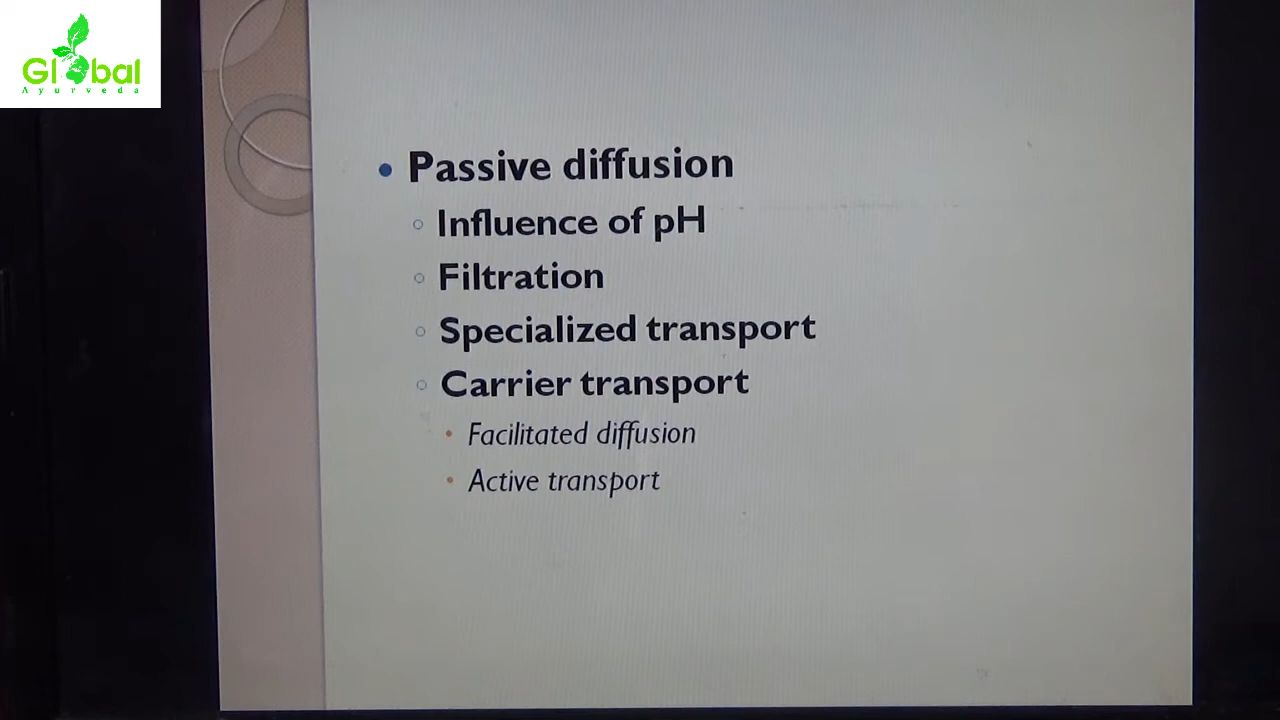 Global
Ayurveda
Passive diffusion
Influence of pH
Filtration
Specialized transport
Carrier transport
Facilitated diffusion
Active transport